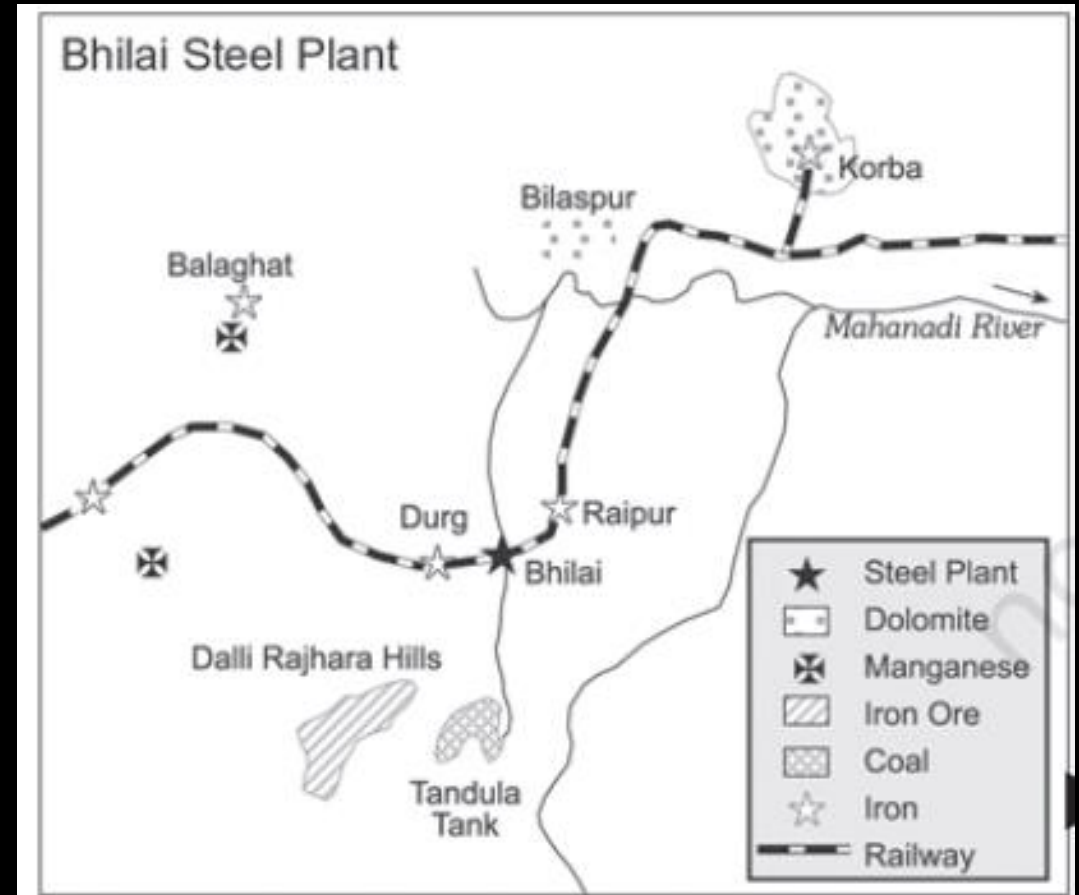 Bhilai Steel Plant
Korba
Bilaspur
Balaghat
Mahanadi River
Durg
Raipur
Bhilai
Dalli Rajhara Hills
Tandula
Tank
Steel Plant
Dolomite
Manganese
Iron Ore
Coal
Iron
Railway